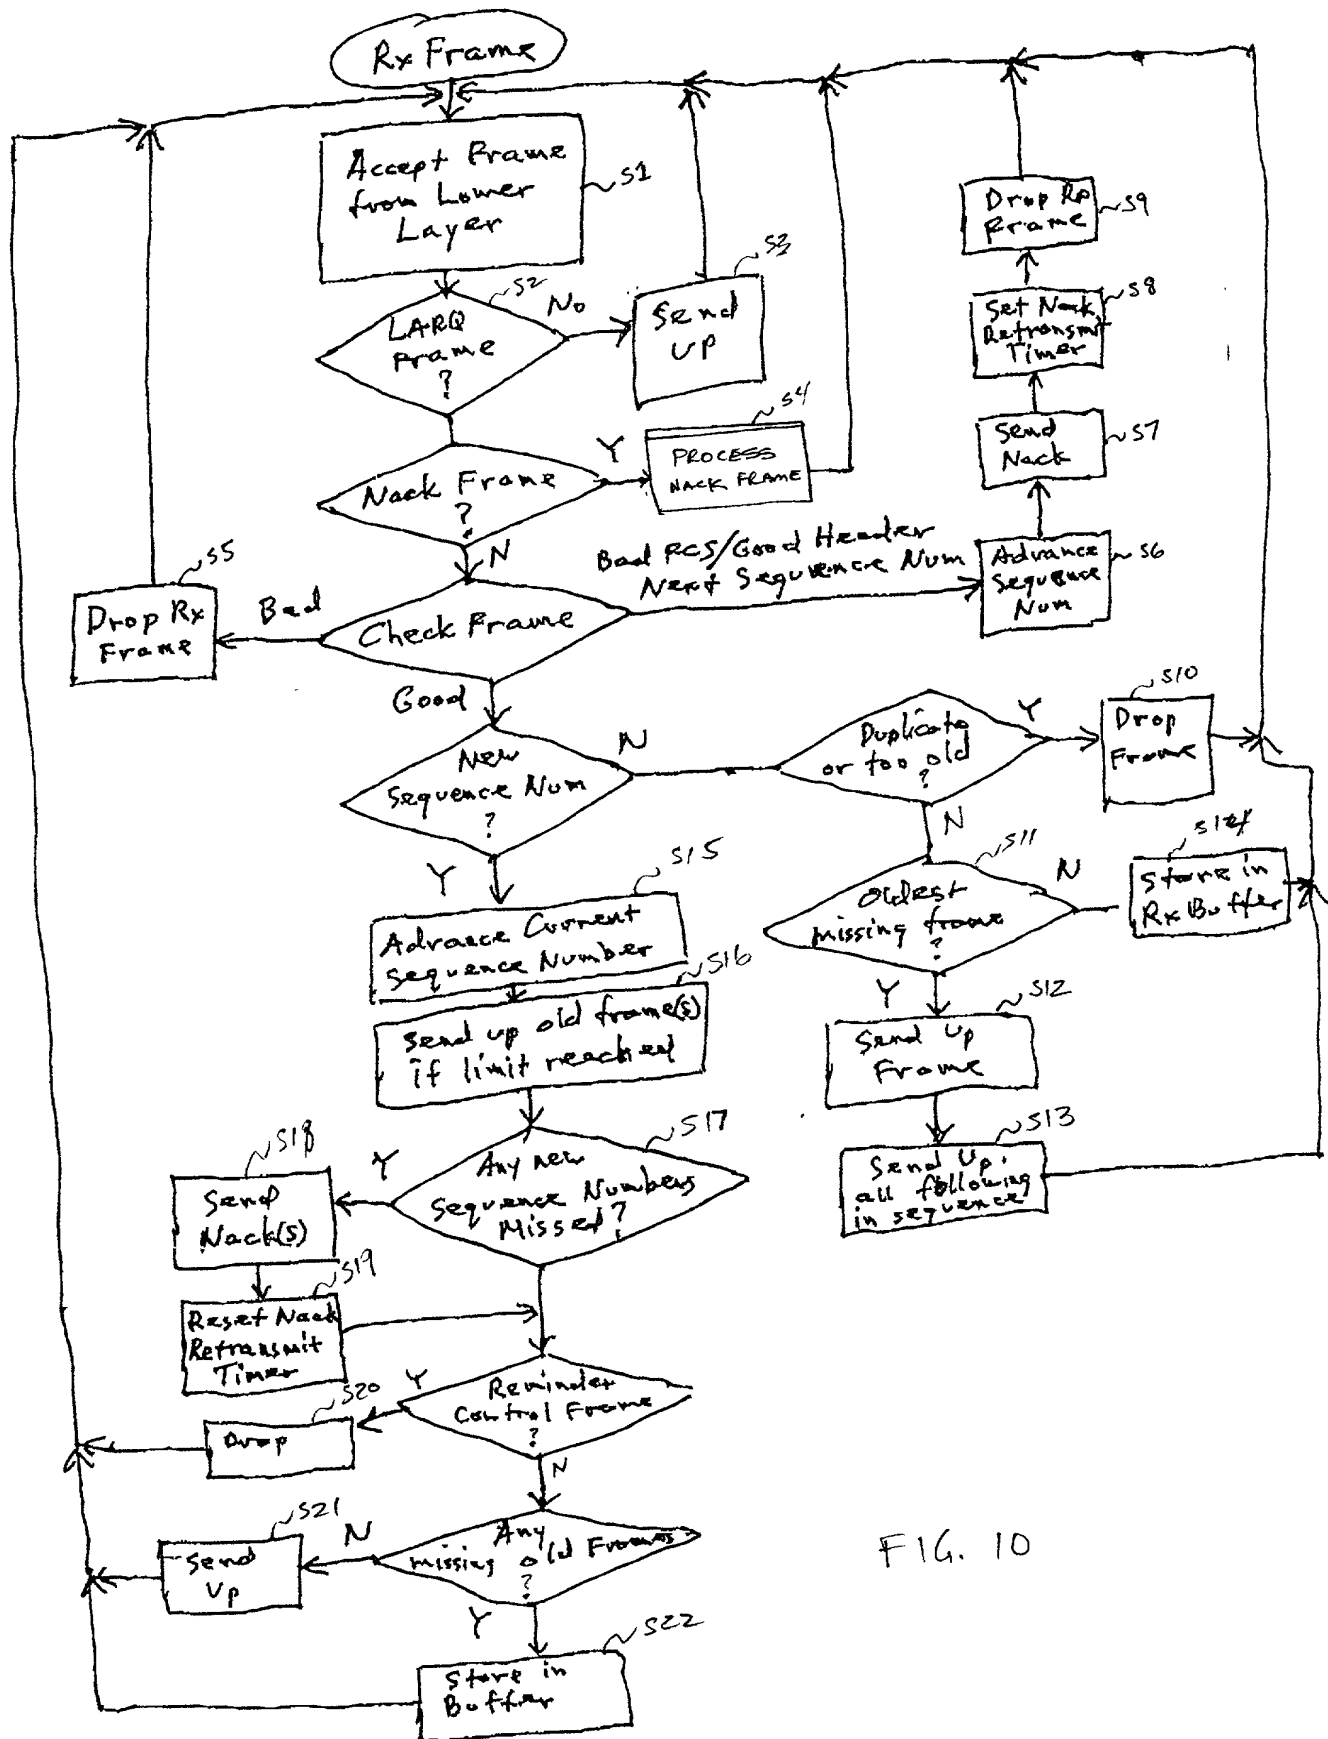 Rx Frame
Accept Frame
from Lower
Layer
S1
S2
LARQ
Frame
?
No
S3
Send
UP
Drop Rx
Frame
S9
Set Nack
Retransmit
Timer
S8
Send
Nack
S7
S4
Y
PROCESS
NACK FRAME
Nack Frame
?
N
Bad FCS/Good Header
Next Sequence Num
Advance
Sequence
Num
S6
S5
Drop Rx
Frame
Bad
Check Frame
Good
New
Sequence Num
?
N
Duplicate
or too old
?
Y
S10
Drop
Frame
N
S11
Oldest
missing frame
?
N
S14
Store in
Rx Buffer
Y
S15
Advance Current
Sequence Number
S16
Send up old frame(s)
if limit reached
Y
S12
Send Up
Frame
S13
Send Up
all following
in sequence
S17
Any new
Sequence Numbers
Missed?
Y
S18
Send
Nack(s)
S19
Reset Nack
Retransmit
Timer
Reminder
Control Frame
?
Y
S20
Drop
N
Any
missing old Frames
?
N
S21
Send
Up
Y
S22
Store in
Buffer
FIG. 10